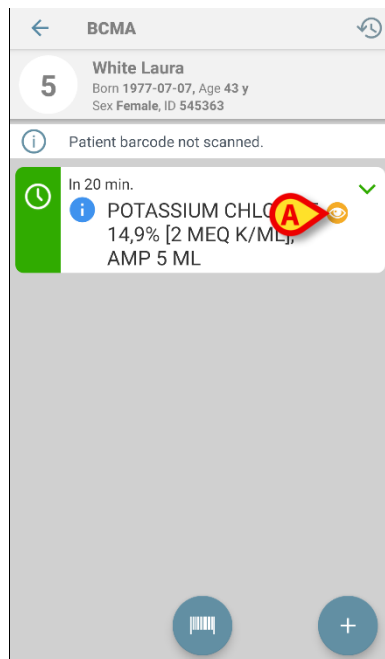 BCMA
5
White Laura
Born 1977-07-07, Age 43 y
Sex Female, ID 545363
Patient barcode not scanned.
In 20 min.
POTASSIUM
14,9% [2 MEQ K/ML],
AMP 5 ML
A